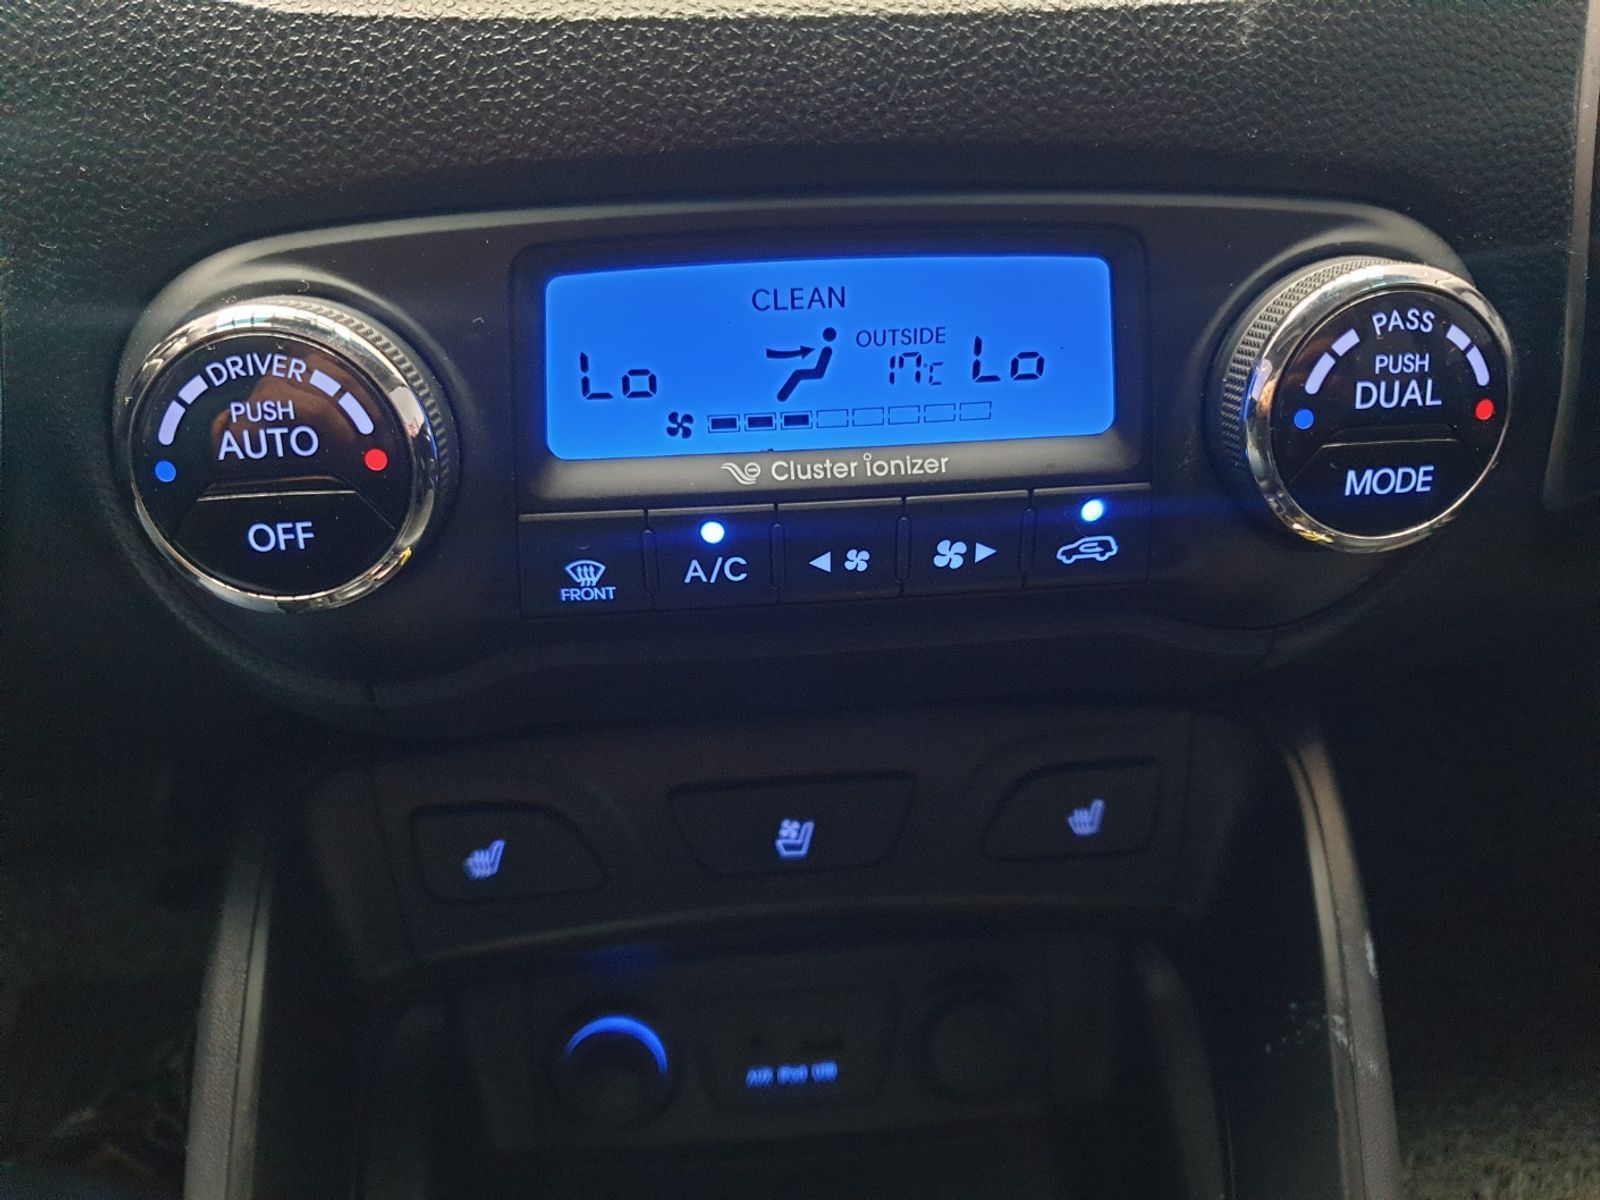 CLEAN
Lo
OUTSIDE
17°C
Lo
Cluster ionizer
DRIVER
PUSH
AUTO
OFF
PASS
PUSH
DUAL
MODE
FRONT
A/C